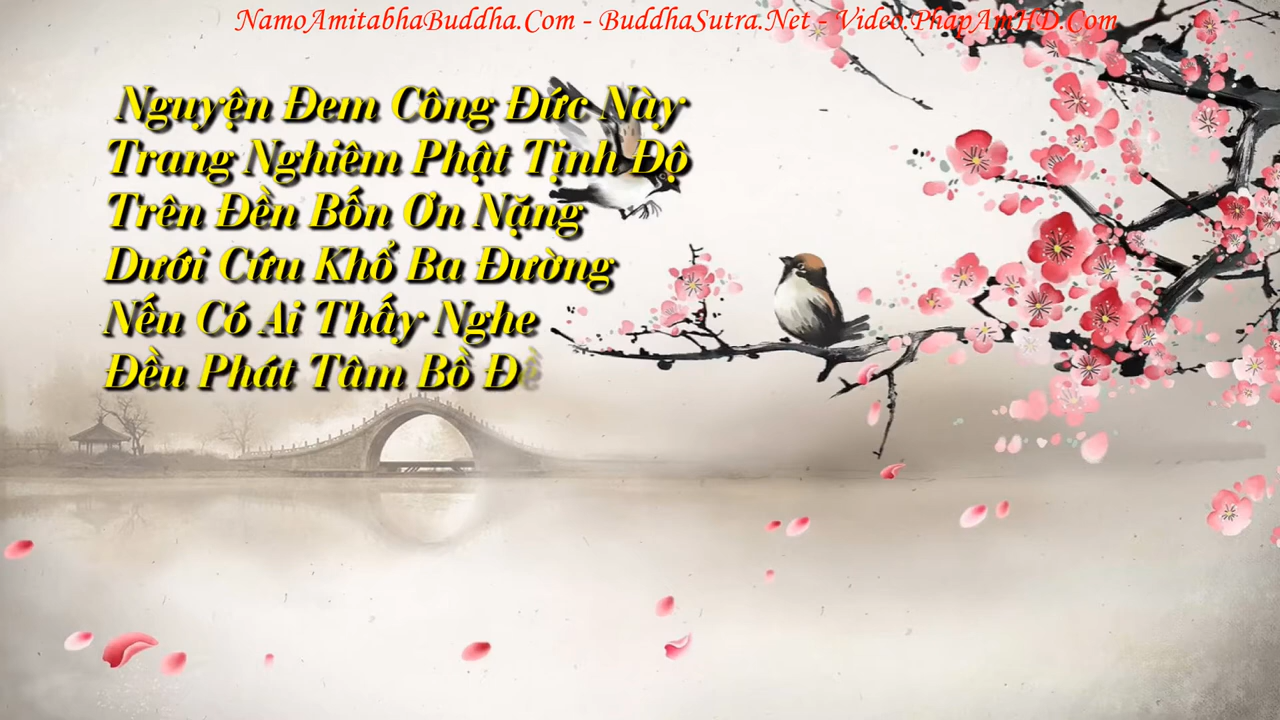 NamoAmitabhaBuddha.Com - BuddhaSutra.Net - Video.PhapAmHD.Com
Nguyện Đem Công Đức Này
Trang Nghiêm Phật Tịnh Độ
Trên Đền Bốn Ơn Nặng
Dưới Cứu Khổ Ba Đường
Nếu Có Ai Thấy Nghe
Đều Phát Tâm Bồ Đề